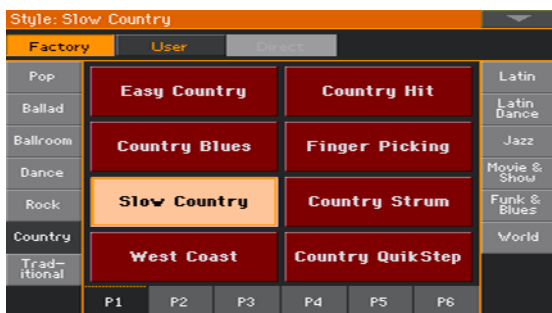 Style: Slow Country
Factory User Direct
Pop
Ballad
Ballroom
Dance
Rock
Country
Trad-
itional
Easy Country Country Hit
Country Blues Finger Picking
Slow Country Country Strum
West Coast Country QuikStep
Latin
Latin
Dance
Jazz
Movie &
Show
Funk &
Blues
World
P1 P2 P3 P4 P5 P6